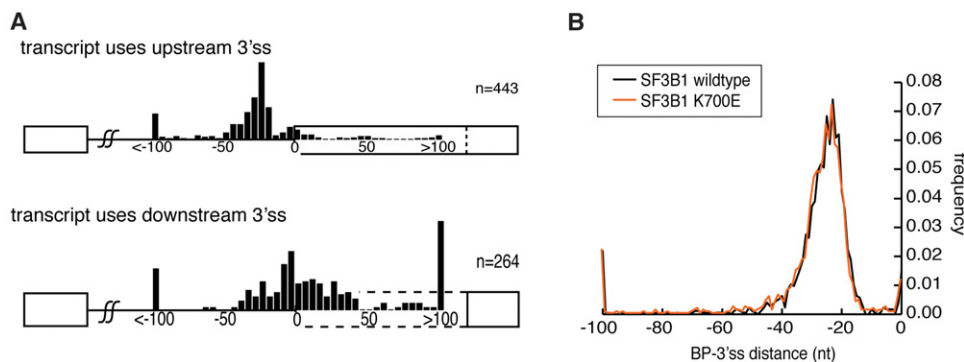 A
transcript uses upstream 3'ss
n=443
<-100 -50 0 50 >100
transcript uses downstream 3'ss
n=264
<-100 -50 0 50 >100
B
SF3B1 wildtype
SF3B1 K700E
0.08
0.07
0.06
0.05
0.04
0.03
0.02
0.01
0.00
frequency
-100 -80 -60 -40 -20 0
BP-3'ss distance (nt)